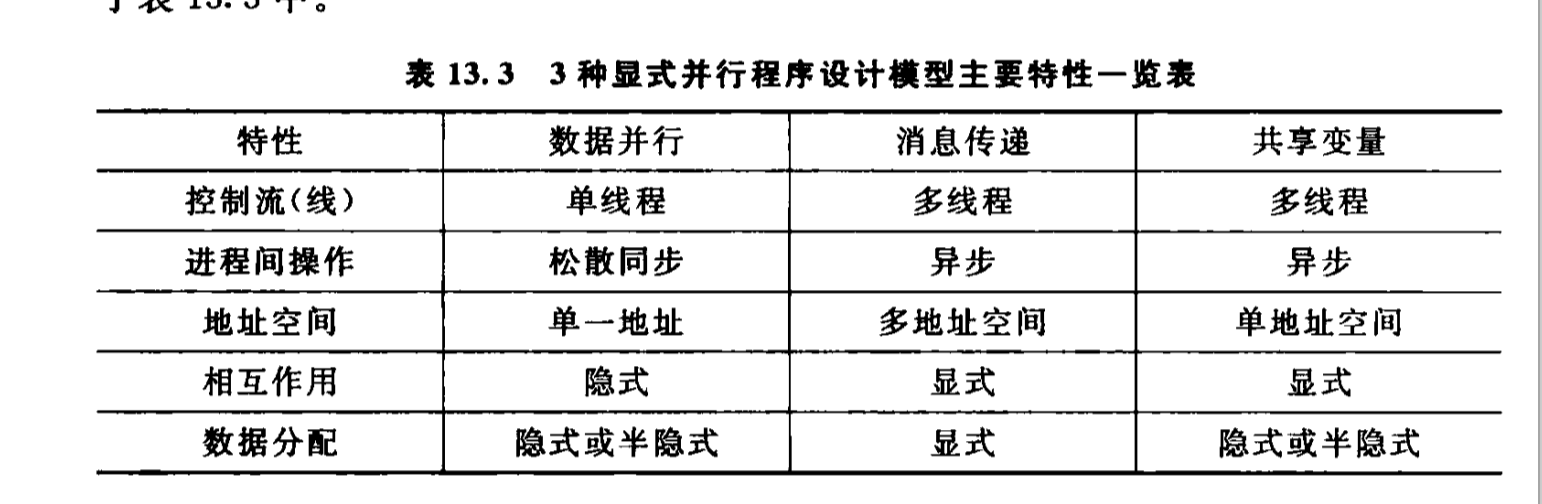 于表 13.3 中。
表 13.3 3 种显式并行程序设计模型主要特性一览表
特性 数据并行 消息传递 共享变量
控制流(线) 单线程 多线程 多线程
进程间操作 松散同步 异步 异步
地址空间 单一地址 多地址空间 单地址空间
相互作用 隐式 显式 显式
数据分配 隐式或半隐式 显式 隐式或半隐式